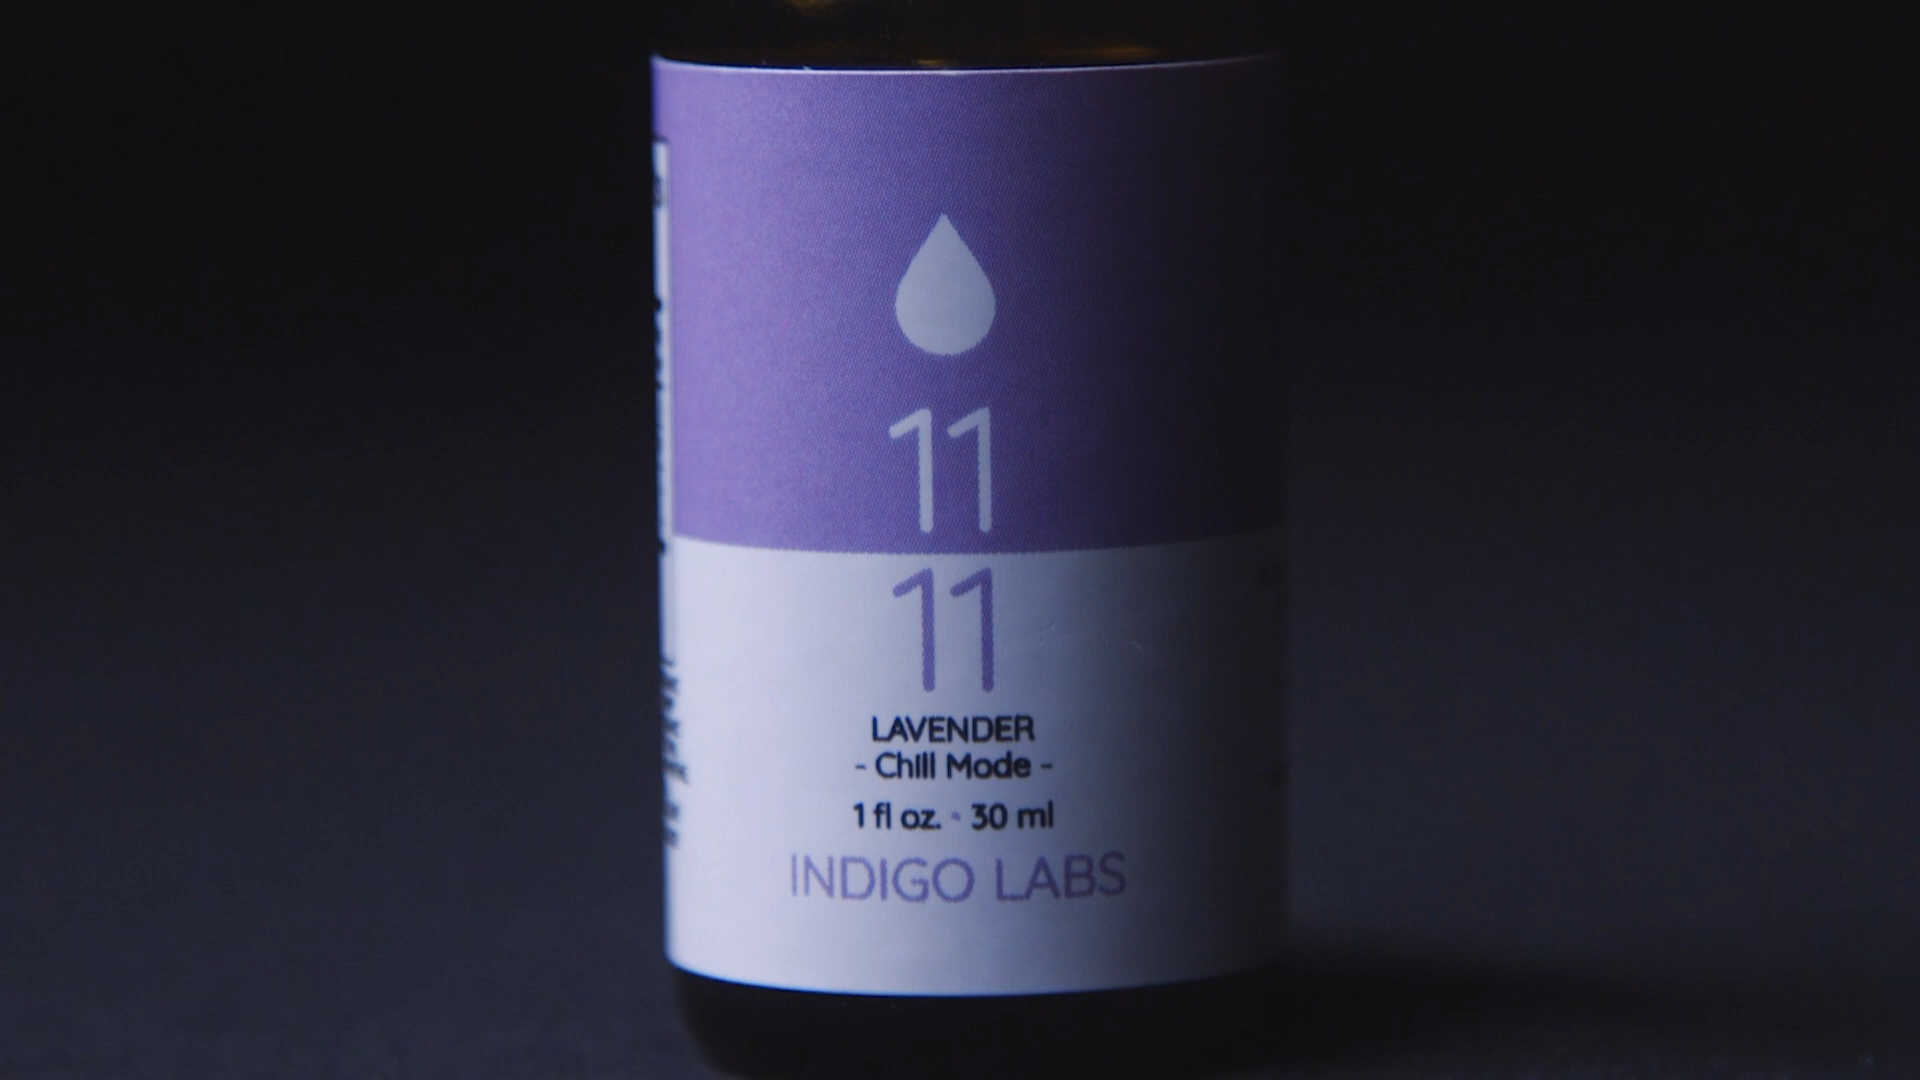 11
11
LAVENDER
- Chill Mode -
1 fl oz. • 30 ml
INDIGO LABS